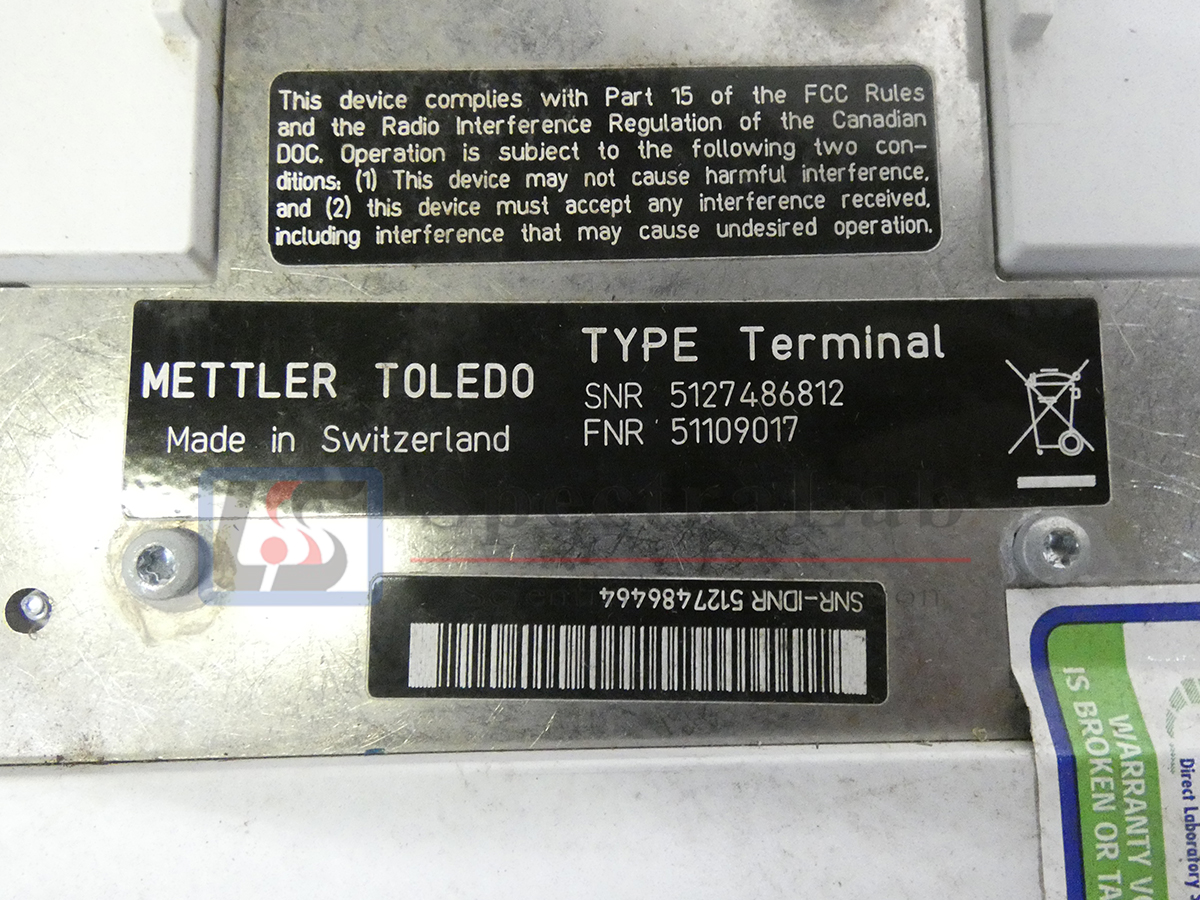 This device complies with Part 15 of the FCC Rules
and the Radio Interference Regulation of the Canadian
DOC. Operation is subject to the following two con-
ditions: (1) This device may not cause harmful interference,
and (2) this device must accept any interference received,
including interference that may cause undesired operation.
METTLER TOLEDO
Made in Switzerland
TYPE Terminal
SNR 5127486812
FNR 51109017
SpectraLab
SNR-IDNR 5127486464
WARRANTY
IS BROKEN OR
Direct Laboratory